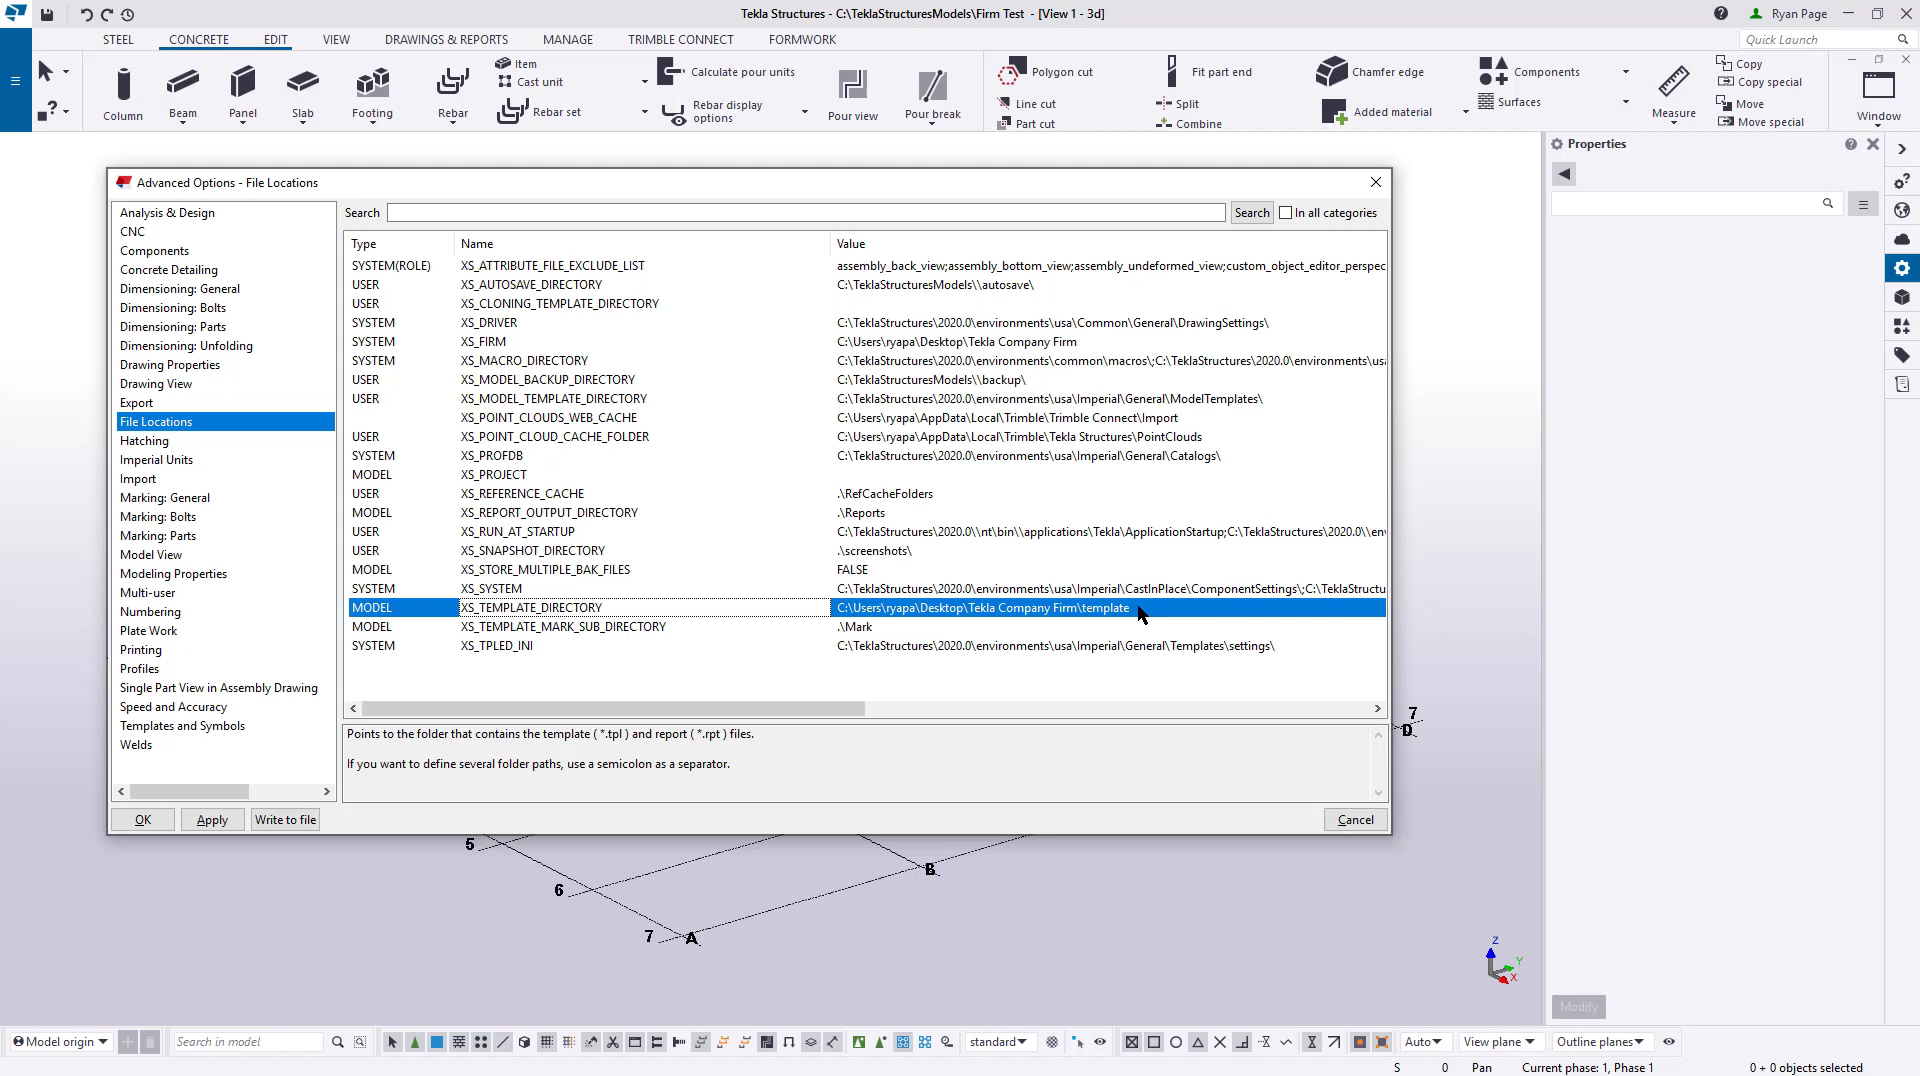 Tekla Structures - C:\TeklaStructuresModels\Firm Test - [View 1 - 3d]
Ryan Page
STEEL CONCRETE EDIT VIEW DRAWINGS & REPORTS MANAGE TRIMBLE CONNECT FORMWORK
Quick Launch
Column
Beam
Panel
Slab
Footing
Rebar
Item
Cast unit
Rebar set
Calculate pour units
Rebar display
options
Pour view
Pour break
Polygon cut
Line cut
Part cut
Fit part end
Split
Combine
Chamfer edge
Added material
Components
Surfaces
Measure
Copy
Copy special
Move
Move special
Window
Properties
Advanced Options - File Locations
Analysis & Design
CNC
Components
Concrete Detailing
Dimensioning: General
Dimensioning: Bolts
Dimensioning: Parts
Dimensioning: Unfolding
Drawing Properties
Drawing View
Export
File Locations
Hatching
Imperial Units
Import
Marking: General
Marking: Bolts
Marking: Parts
Model View
Modeling Properties
Multi-user
Numbering
Plate Work
Printing
Profiles
Single Part View in Assembly Drawing
Speed and Accuracy
Templates and Symbols
Welds
Search Search In all categories
Type Name Value
SYSTEM(ROLE) XS_ATTRIBUTE_FILE_EXCLUDE_LIST assembly_back_view;assembly_bottom_view;assembly_undeformed_view;custom_object_editor_perspec
USER XS_AUTOSAVE_DIRECTORY C:\TeklaStructuresModels\\autosave\
USER XS_CLONING_TEMPLATE_DIRECTORY
SYSTEM XS_DRIVER C:\TeklaStructures\2020.0\environments\usa\Common\General\DrawingSettings\
SYSTEM XS_FIRM C:\Users\ryapa\Desktop\Tekla Company Firm
SYSTEM XS_MACRO_DIRECTORY C:\TeklaStructures\2020.0\environments\common\macros\;C:\TeklaStructures\2020.0\environments\us
USER XS_MODEL_BACKUP_DIRECTORY C:\TeklaStructuresModels\\backup\
USER XS_MODEL_TEMPLATE_DIRECTORY C:\TeklaStructures\2020.0\environments\usa\Imperial\General\ModelTemplates\
XS_POINT_CLOUDS_WEB_CACHE C:\Users\ryapa\AppData\Local\Trimble\Trimble Connect\Import
USER XS_POINT_CLOUD_CACHE_FOLDER C:\Users\ryapa\AppData\Local\Trimble\Tekla Structures\PointClouds
SYSTEM XS_PROFDB C:\TeklaStructures\2020.0\environments\usa\Imperial\General\Catalogs\
MODEL XS_PROJECT
USER XS_REFERENCE_CACHE .\RefCacheFolders
MODEL XS_REPORT_OUTPUT_DIRECTORY .\Reports
USER XS_RUN_AT_STARTUP C:\TeklaStructures\2020.0\\nt\bin\\applications\Tekla\ApplicationStartup;C:\TeklaStructures\2020.0\\en
USER XS_SNAPSHOT_DIRECTORY .\screenshots\
MODEL XS_STORE_MULTIPLE_BAK_FILES FALSE
SYSTEM XS_SYSTEM C:\TeklaStructures\2020.0\environments\usa\Imperial\CastInPlace\ComponentSettings\;C:\TeklaStructu
MODEL XS_TEMPLATE_DIRECTORY C:\Users\ryapa\Desktop\Tekla Company Firm\template
MODEL XS_TEMPLATE_MARK_SUB_DIRECTORY .\Mark
SYSTEM XS_TPLED_INI C:\TeklaStructures\2020.0\environments\usa\Imperial\General\Templates\settings\
Points to the folder that contains the template ( *.tpl ) and report ( *.rpt ) files.
If you want to define several folder paths, use a semicolon as a separator.
OK Apply Write to file Cancel
7
D
5
B
6
7 A
Z
Y
X
Modify
Model origin Search in model standard Auto View plane Outline planes
S 0 Pan Current phase: 1, Phase 1 0 + 0 objects selected